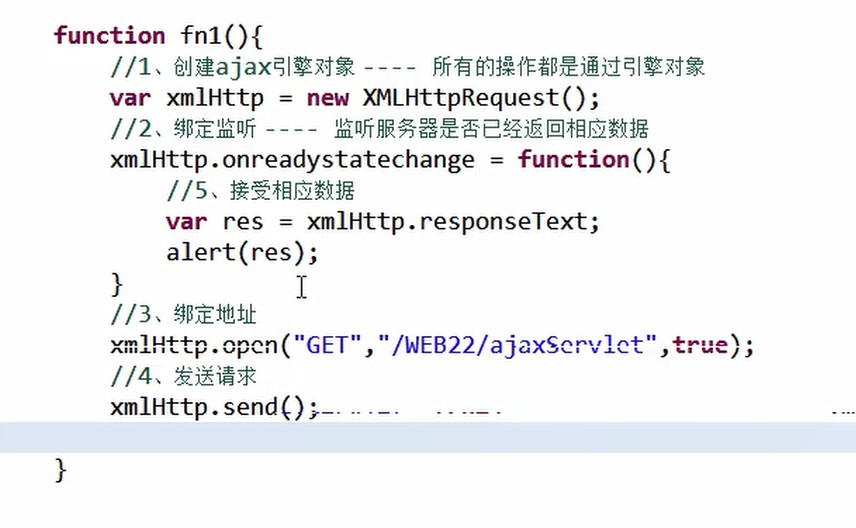 function fn1(){
//1、创建ajax引擎对象 ---- 所有的操作都是通过引擎对象
var xmlHttp = new XMLHttpRequest();
//2、绑定监听 ---- 监听服务器是否已经返回相应数据
xmlHttp.onreadystatechange = function(){
//5、接受相应数据
var res = xmlHttp.responseText;
alert(res);
}
//3、绑定地址
xmlHttp.open("GET","/WEB22/ajaxServlet",true);
//4、发送请求
xmlHttp.send();
}